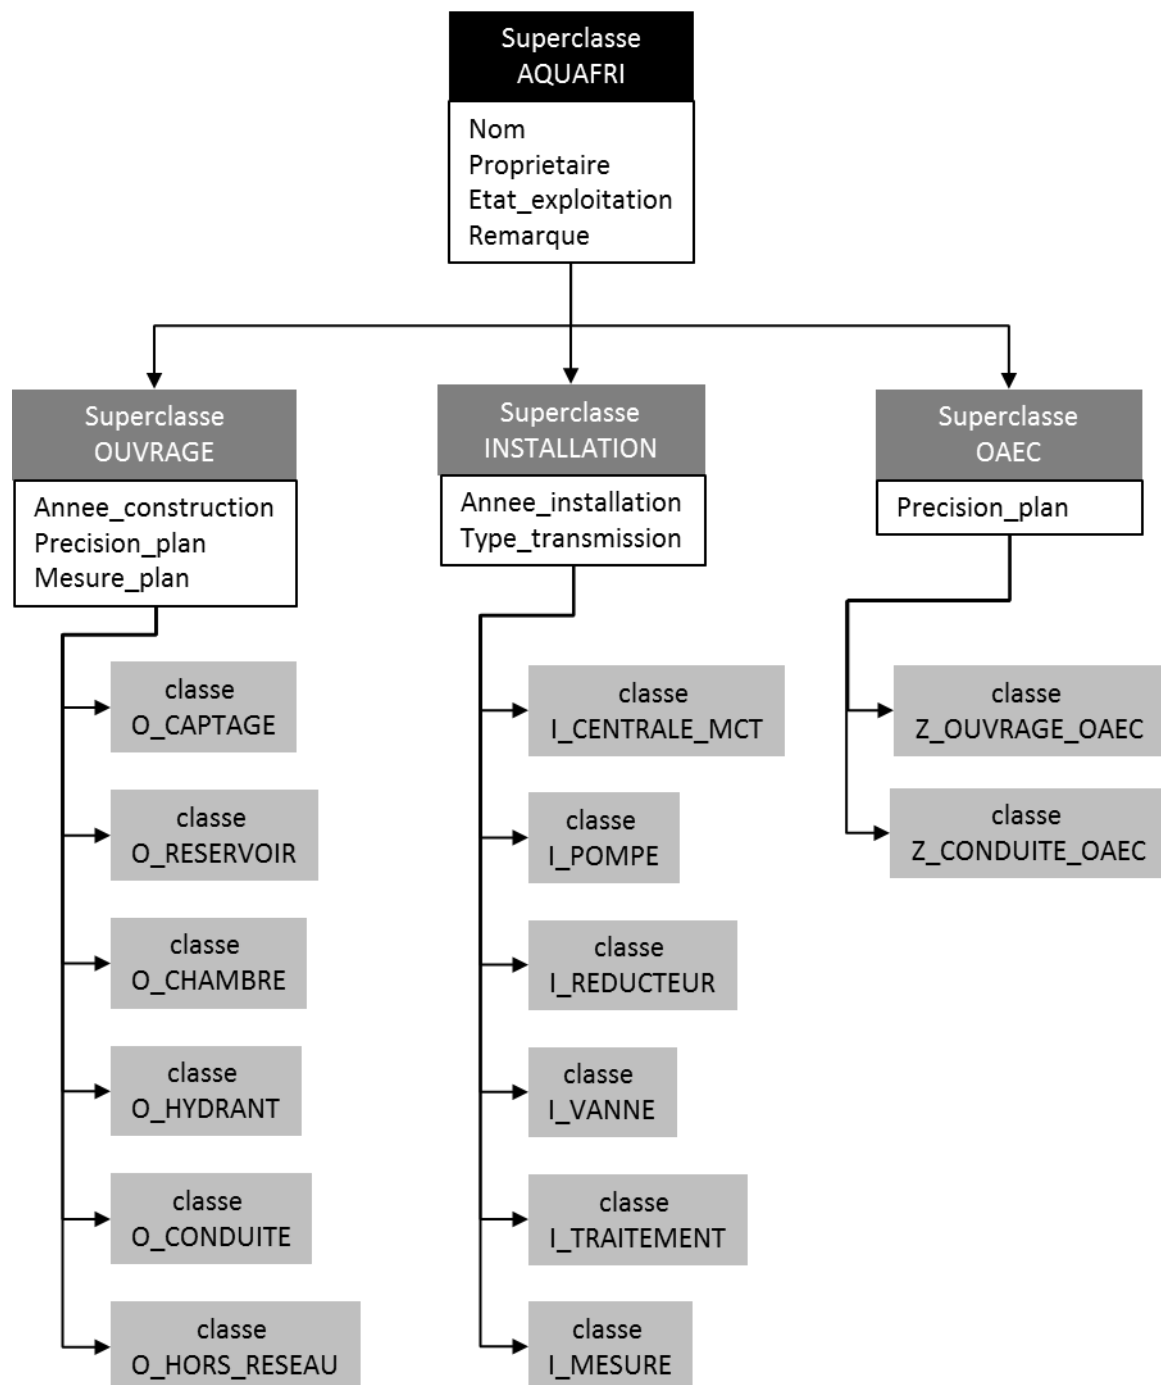 Superclasse
AQUAFRI
Nom
Proprietaire
Etat_exploitation
Remarque
Superclasse
OUVRAGE
Annee_construction
Precision_plan
Mesure_plan
classe
O_CAPTAGE
classe
O_RESERVOIR
classe
O_CHAMBRE
classe
O_HYDRANT
classe
O_CONDUITE
classe
O_HORS_RESEAU
Superclasse
INSTALLATION
Annee_installation
Type_transmission
classe
I_CENTRALE_MCT
classe
I_POMPE
classe
I_REDUCTEUR
classe
I_VANNE
classe
I_TRAITEMENT
classe
I_MESURE
Superclasse
OAEC
Precision_plan
classe
Z_OUVRAGE_OAEC
classe
Z_CONDUITE_OAEC